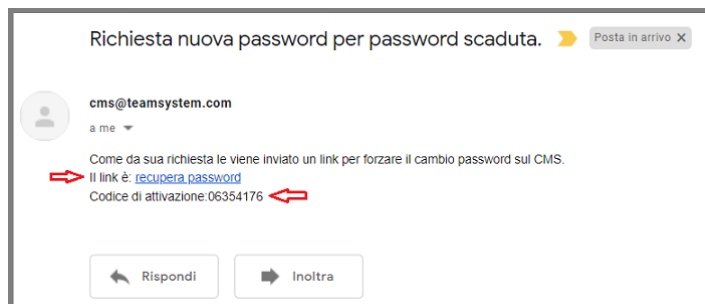 Richiesta nuova password per password scaduta.
Posta in arrivo X
cms@teamsystem.com
a me
Come da sua richiesta le viene inviato un link per forzare il cambio password sul CMS.
Il link è: recupera password
Codice di attivazione:06354176
Rispondi
Inoltra